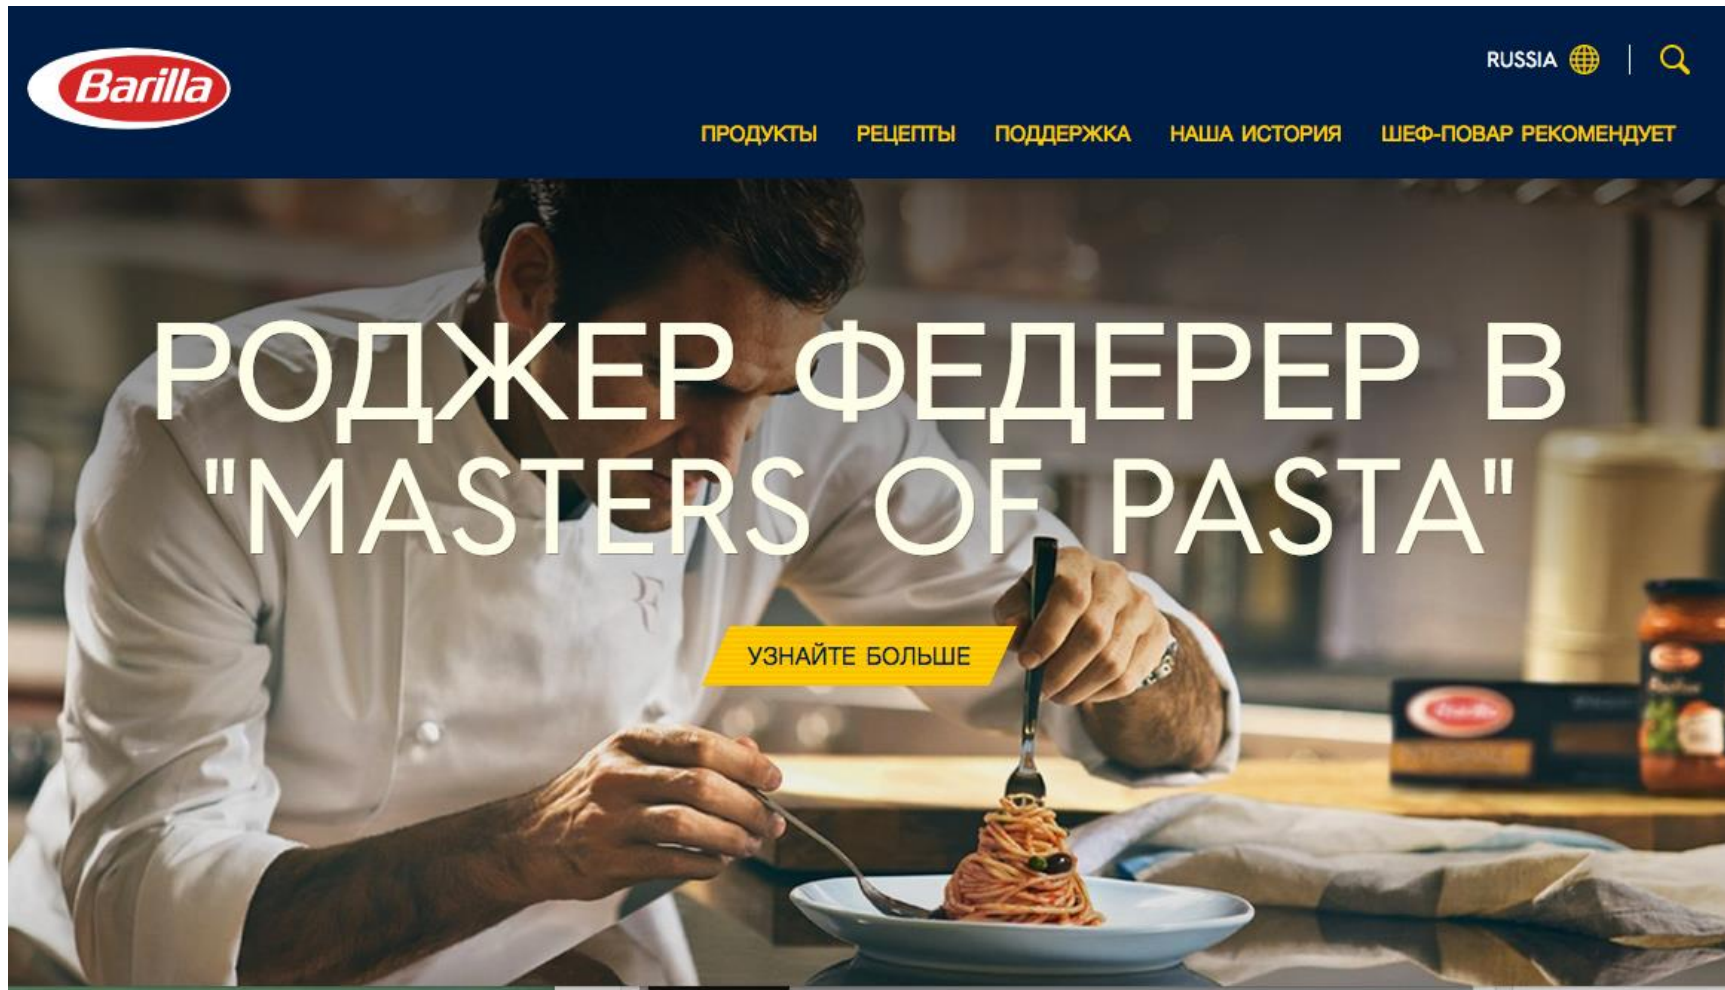 Barilla
RUSSIA
ПРОДУКТЫ РЕЦЕПТЫ ПОДДЕРЖКА НАША ИСТОРИЯ ШЕФ-ПОВАР РЕКОМЕНДУЕТ
РОДЖЕР ФЕДЕРЕР В
"MASTERS OF PASTA"
УЗНАЙТЕ БОЛЬШЕ
Barilla